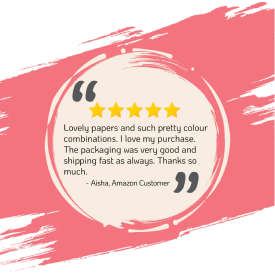 Lovely papers and such pretty colour
combinations. I love my purchase.
The packaging was very good and
shipping fast as always. Thanks so
much.
- Aisha, Amazon Customer